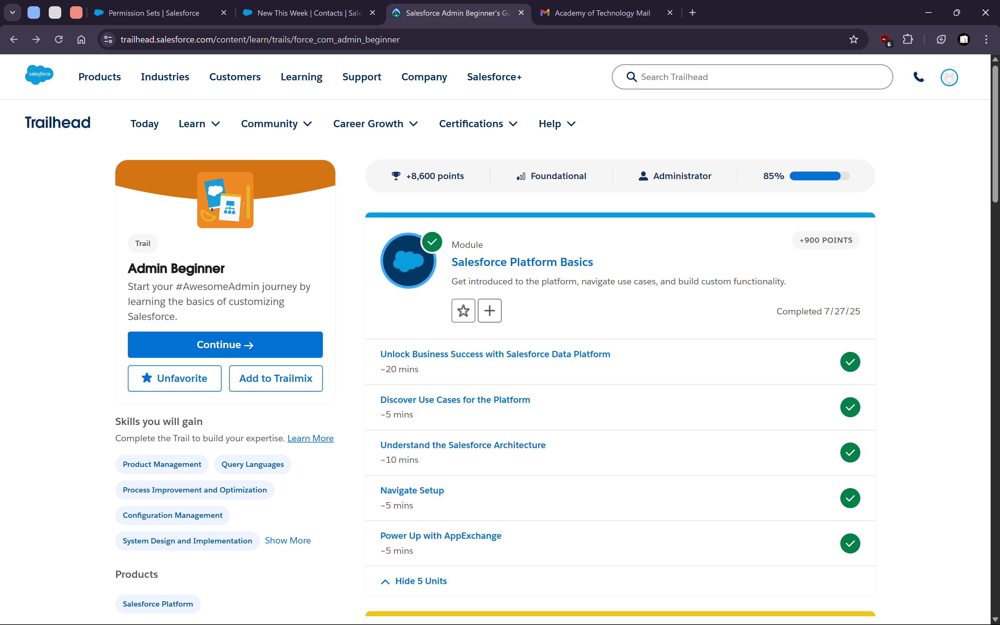 Permission Sets | Salesforce
New This Week | Contacts | Sale
Salesforce Admin Beginner's Gu
Academy of Technology Mail
trailhead.salesforce.com/content/learn/trails/force_com_admin_beginner
6
salesforce
Products
Industries
Customers
Learning
Support
Company
Salesforce+
Search Trailhead
Trailhead
Today
Learn
Community
Career Growth
Certifications
Help
Trail
Admin Beginner
Start your #AwesomeAdmin journey by
learning the basics of customizing
Salesforce.
Continue →
Unfavorite
Add to Trailmix
Skills you will gain
Complete the Trail to build your expertise. Learn More
Product Management
Query Languages
Process Improvement and Optimization
Configuration Management
System Design and Implementation
Show More
Products
Salesforce Platform
+8,600 points
Foundational
Administrator
85%
Module
+900 POINTS
Salesforce Platform Basics
Get introduced to the platform, navigate use cases, and build custom functionality.
Completed 7/27/25
Unlock Business Success with Salesforce Data Platform
~20 mins
Discover Use Cases for the Platform
~5 mins
Understand the Salesforce Architecture
~10 mins
Navigate Setup
~5 mins
Power Up with AppExchange
~5 mins
Hide 5 Units